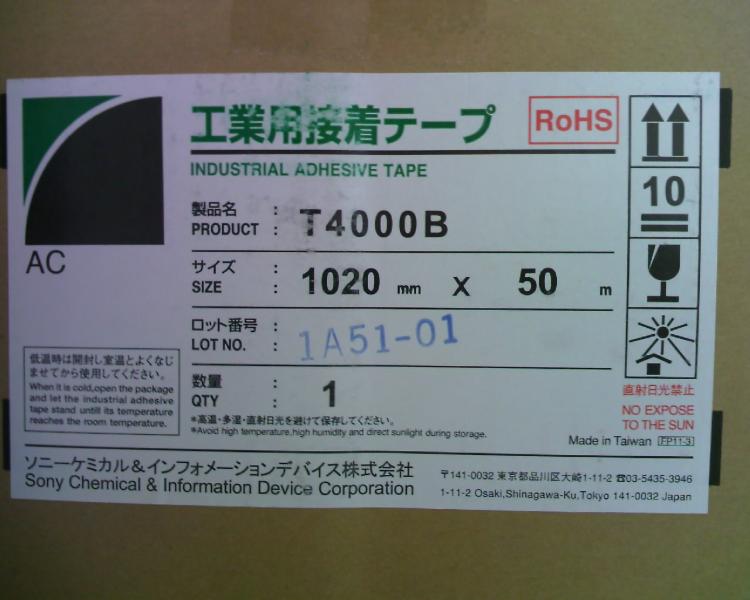 工業用接着テープ
RoHS
INDUSTRIAL ADHESIVE TAPE
製品名 :
PRODUCT : T4000B
AC
サイズ :
SIZE : 1020 mm X 50 m
ロット番号 :
LOT NO. : 1A51-01
数量 :
QTY : 1
*高温・多湿・直射日光を避けて保存してください。
*Avoid high temperature,high humidity and direct sunlight during storage.
低温時は開封し室温とよくなじ
ませてから使用してください。
When it is cold,open the package
and let the industrial adhesive
tape stand untill its temperature
reaches the room temperature.
10
直射日光禁止
NO EXPOSE
TO THE SUN
Made in Taiwan FP11-3
ソニーケミカル&インフォメーションデバイス株式会社
Sony Chemical & Information Device Corporation
〒141-0032 東京都品川区大崎1-11-2 ☎03-5435-3946
1-11-2 Osaki,Shinagawa-Ku,Tokyo 141-0032 Japan